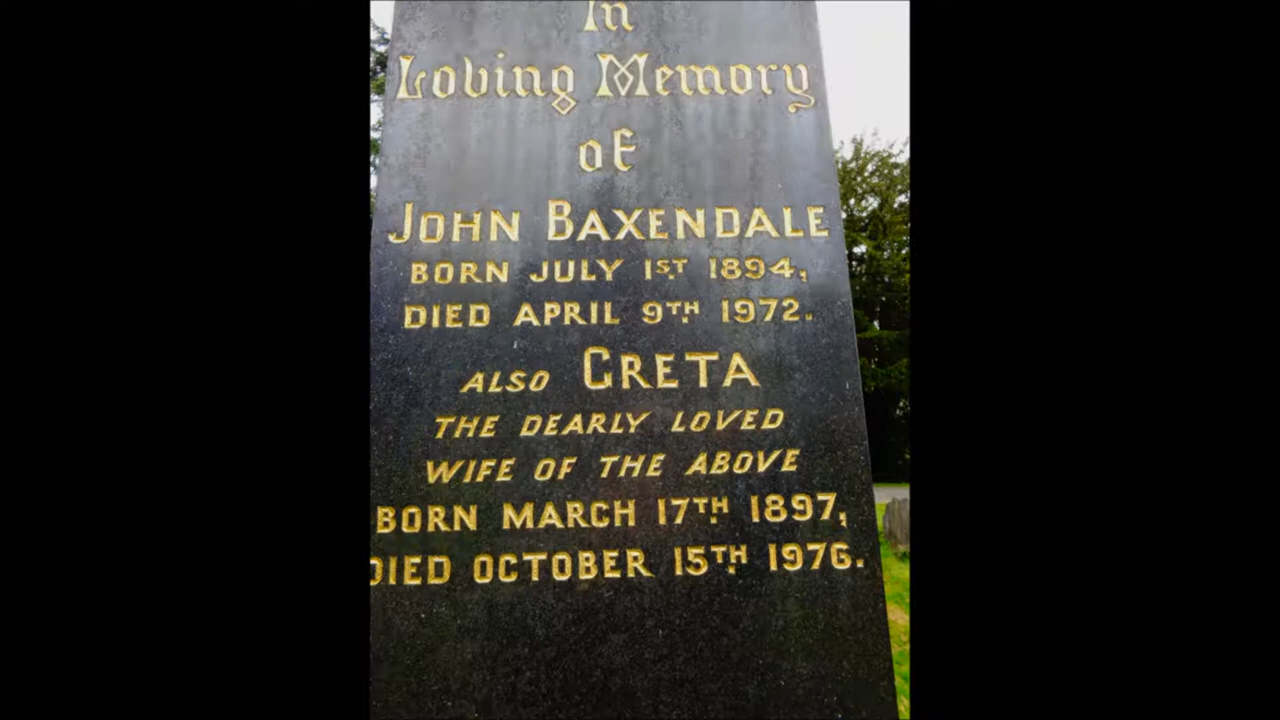 In
Loving Memory
of
JOHN BAXENDALE
BORN JULY 1ST 1894,
DIED APRIL 9TH 1972.
ALSO GRETA
THE DEARLY LOVED
WIFE OF THE ABOVE
BORN MARCH 17TH 1897,
DIED OCTOBER 15TH 1976.